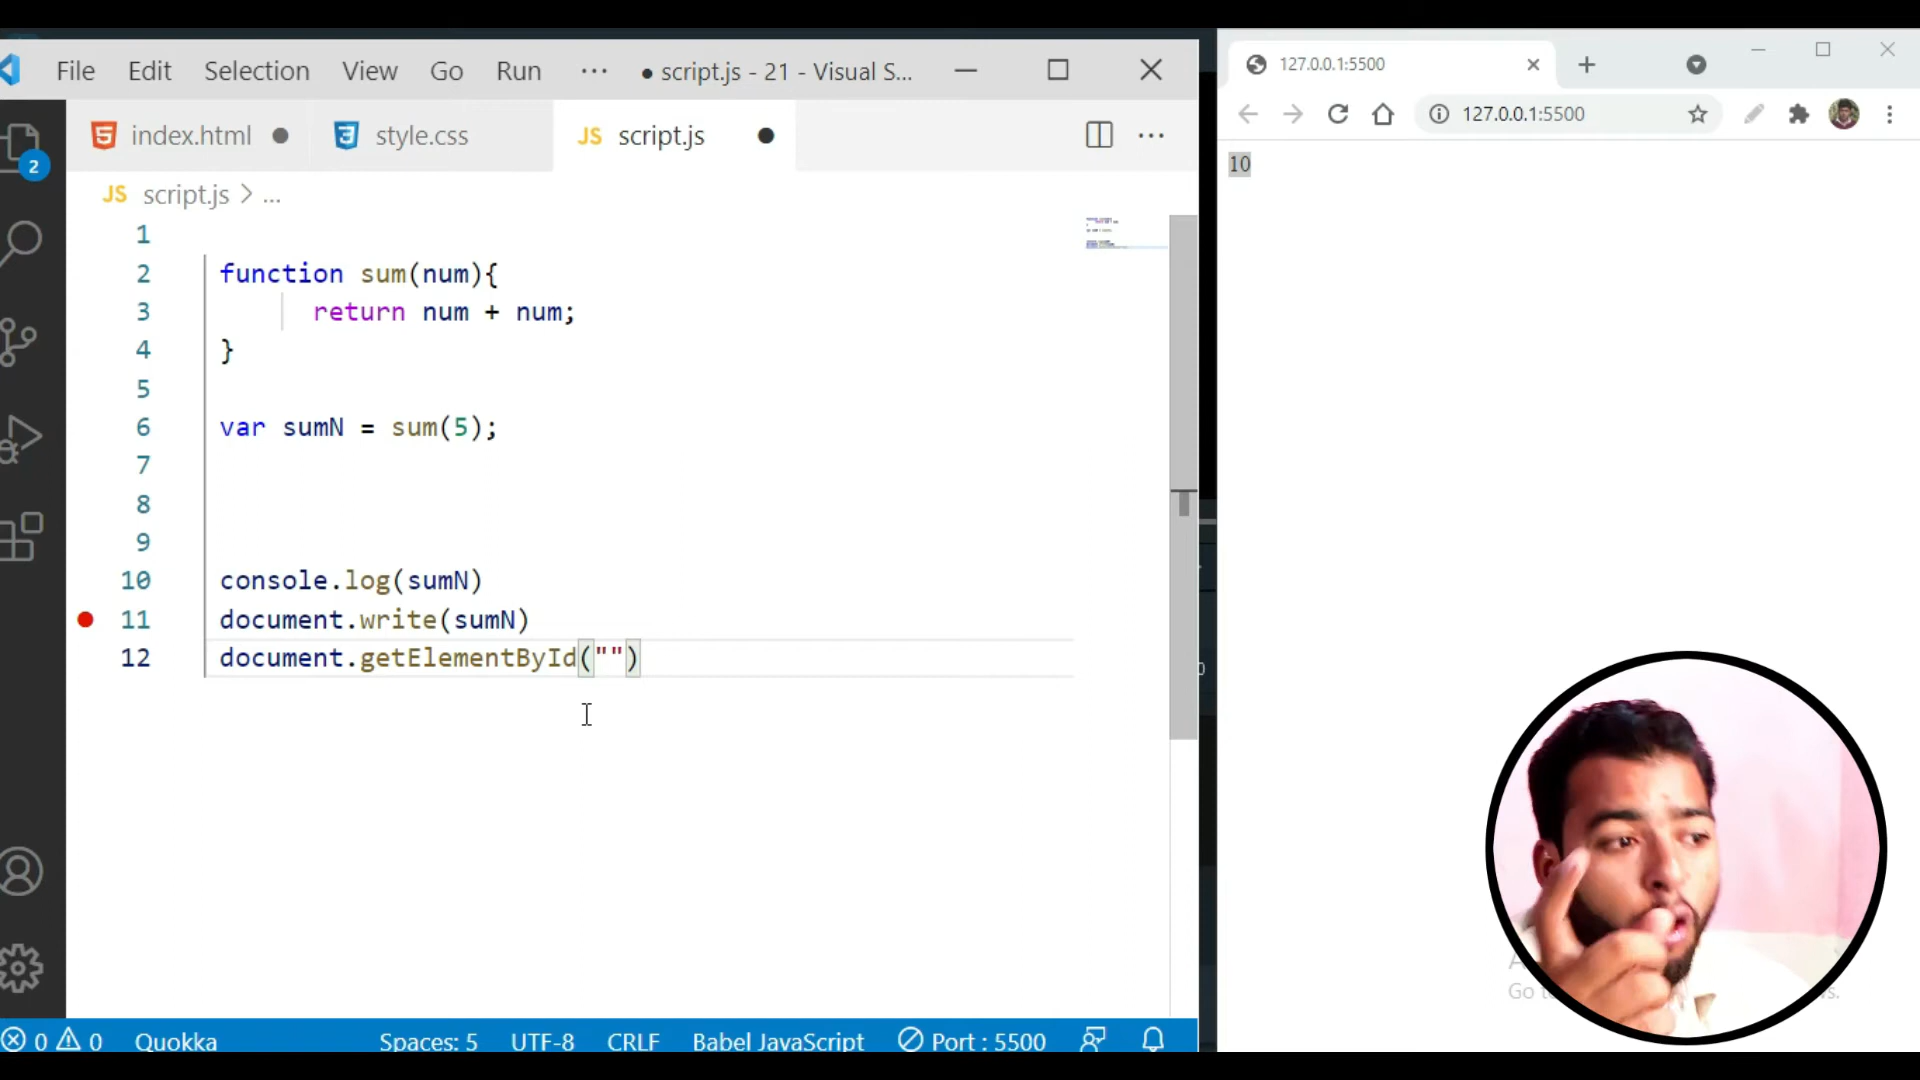 File Edit Selection View Go Run ··· ● script.js - 21 - Visual S...
index.html ● style.css JS script.js ●
JS script.js > ...
1
2 function sum(num){
3 return num + num;
4 }
5
6 var sumN = sum(5);
7
8
9
10 console.log(sumN)
11 document.write(sumN)
12 document.getElementById("")
2
0 0 Quokka Spaces: 5 UTF-8 CRLF Babel JavaScript Port : 5500
127.0.0.1:5500
127.0.0.1:5500
10